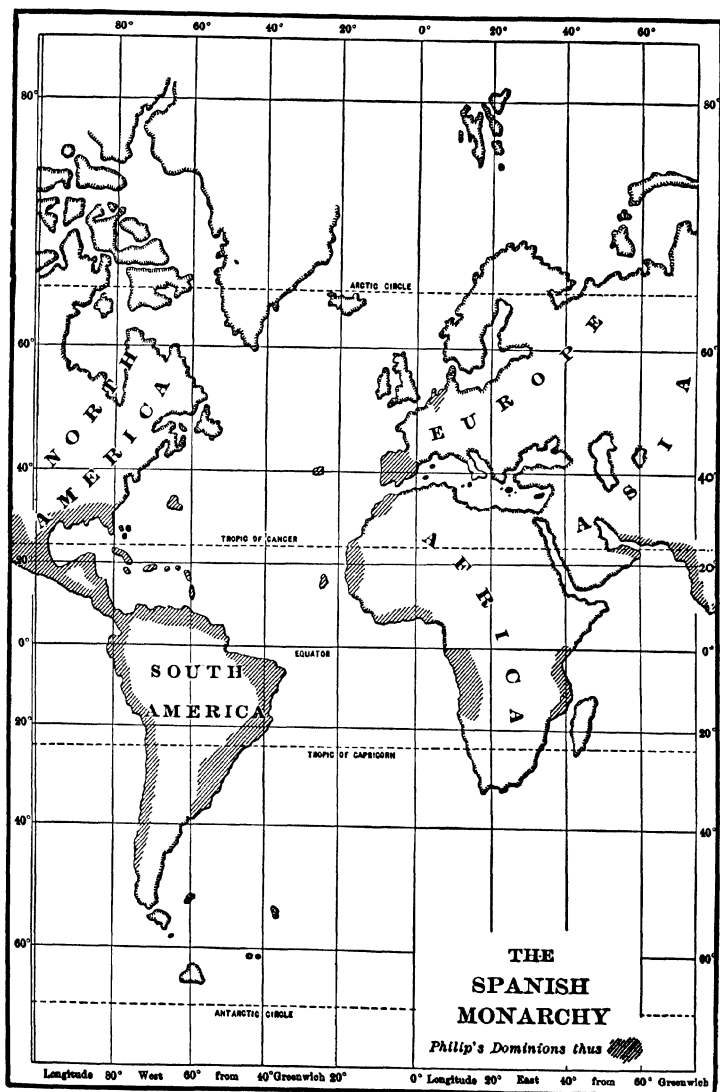 80° 60° 40° 20° 0° 20° 40° 60°
80° 80°
ARCTIC CIRCLE
60° 60°
NORTH AMERICA
EUROPE
ASIA
40° 40°
TROPIC OF CANCER
20° 20°
AFRICA
0° EQUATOR 0°
SOUTH
AMERICA
20° 20°
TROPIC OF CAPRICORN
40° 40°
60° 60°
THE
SPANISH
MONARCHY
ANTARCTIC CIRCLE
Philip's Dominions thus
Longitude 80° West 60° from 40° Greenwich 20° 0° Longitude 20° East 40° from 60° Greenwich